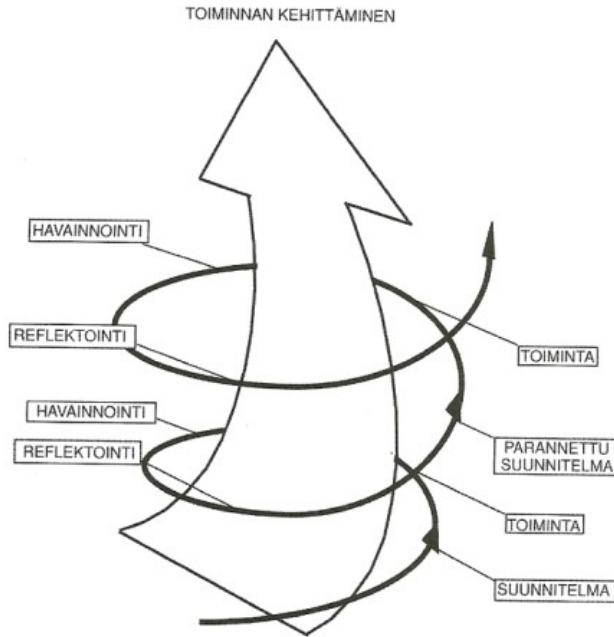 TOIMINNAN KEHITTÄMINEN
HAVAINNOINTI
REFLEKTOINTI
TOIMINTA
HAVAINNOINTI
REFLEKTOINTI
PARANNETTU
SUUNNITELMA
TOIMINTA
SUUNNITELMA